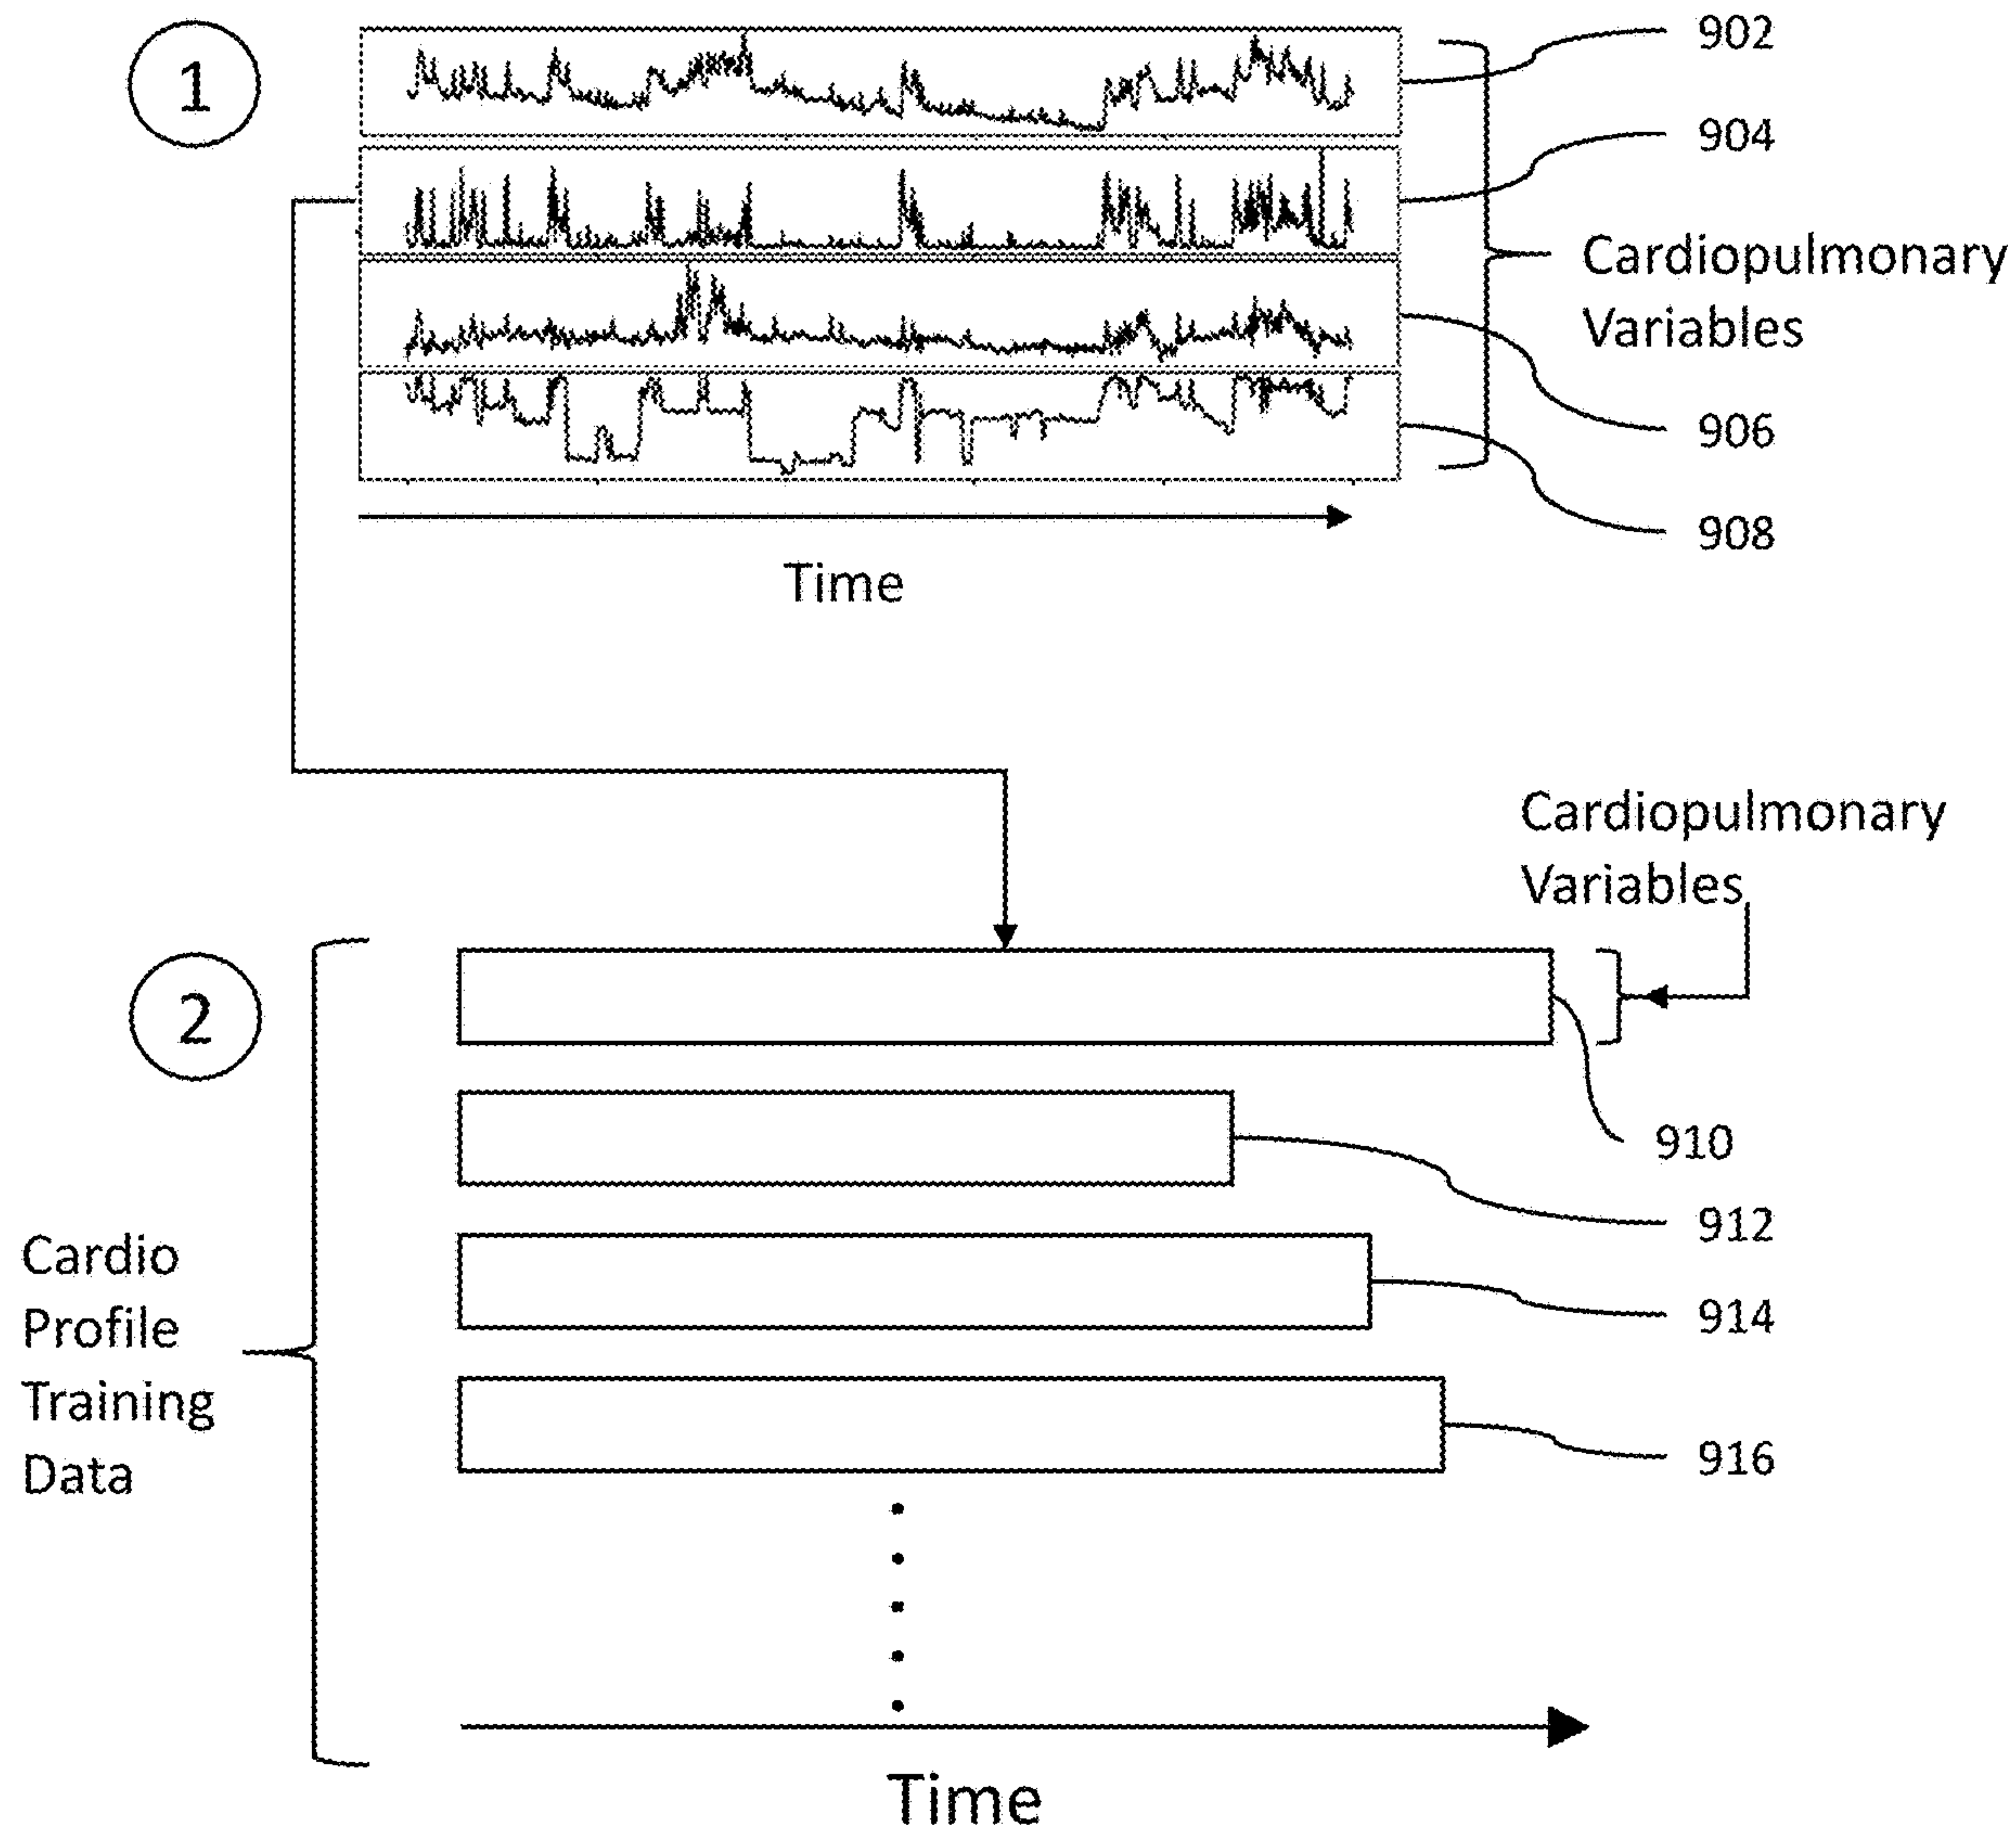 1
902
904
Cardiopulmonary
Variables
906
908
Time
Cardiopulmonary
Variables
2
910
912
914
916
Cardio
Profile
Training
Data
Time